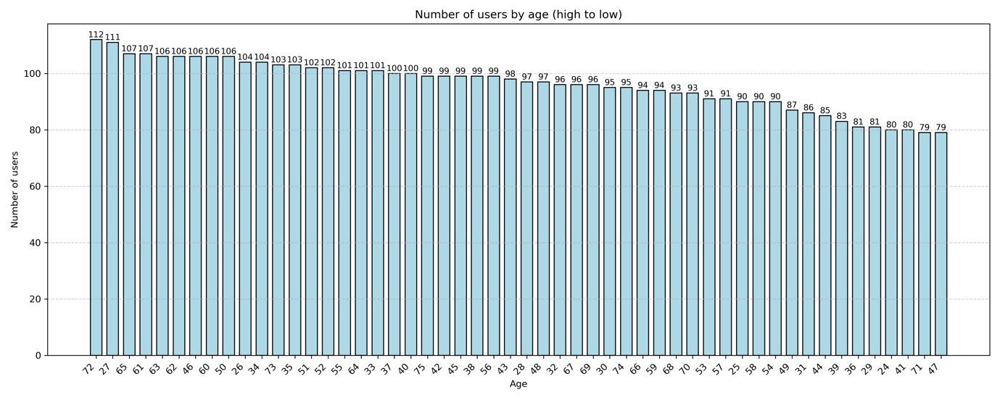 Number of users by age (high to low)
Number of users
100
80
60
40
20
0
112 111 107 107 106 106 106 106 106 104 104 103 103 102 102 101 101 101 100 100 99 99 99 99 99 98 97 97 96 96 96 95 95 94 94 93 93 91 91 90 90 90 87 86 85 83 81 81 80 80 79 79
72 27 65 61 63 62 46 60 50 26 34 73 35 51 52 55 64 33 37 40 75 42 45 38 56 43 28 48 32 67 69 30 74 66 59 68 70 53 57 25 58 54 49 31 44 39 36 29 24 41 71 47
Age